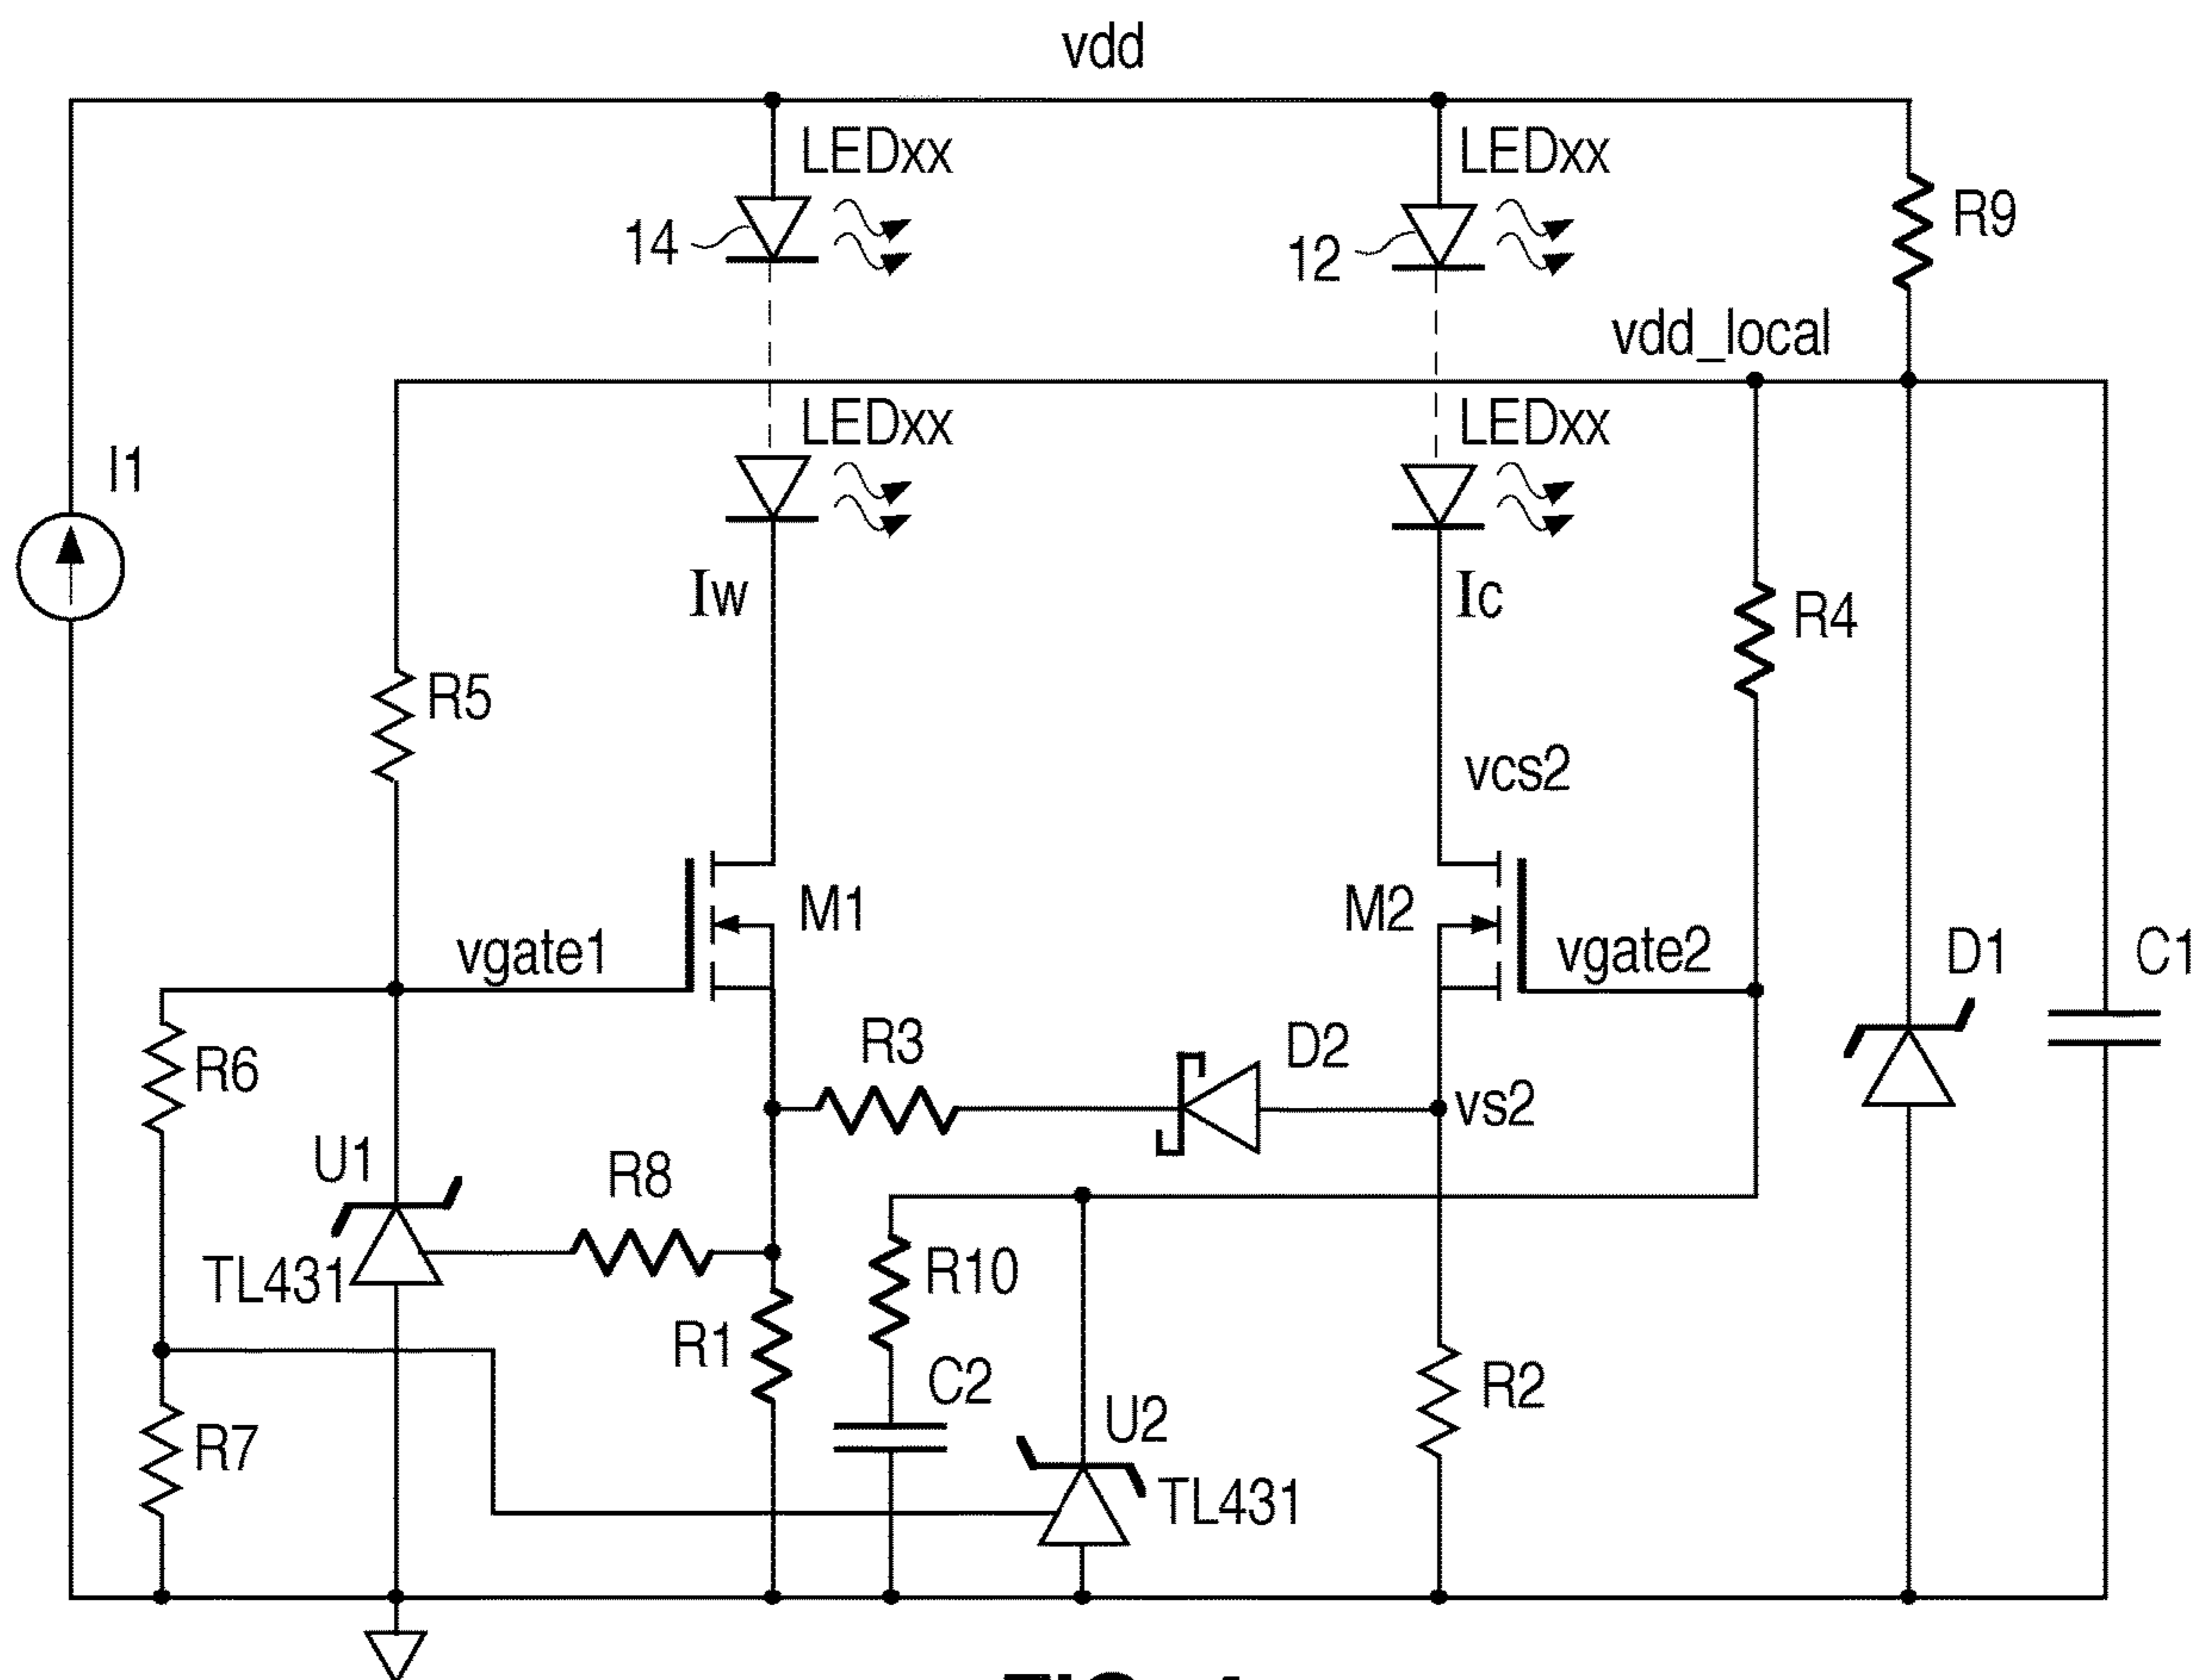 vdd
LEDxx
LEDxx
14
12
R9
vdd_local
LEDxx
LEDxx
I1
Iw
Ic
R4
R5
vcs2
M1
M2
vgate1
vgate2
D1
C1
R3
D2
R6
vs2
U1
R8
TL431
R10
R1
C2
R2
U2
R7
TL431